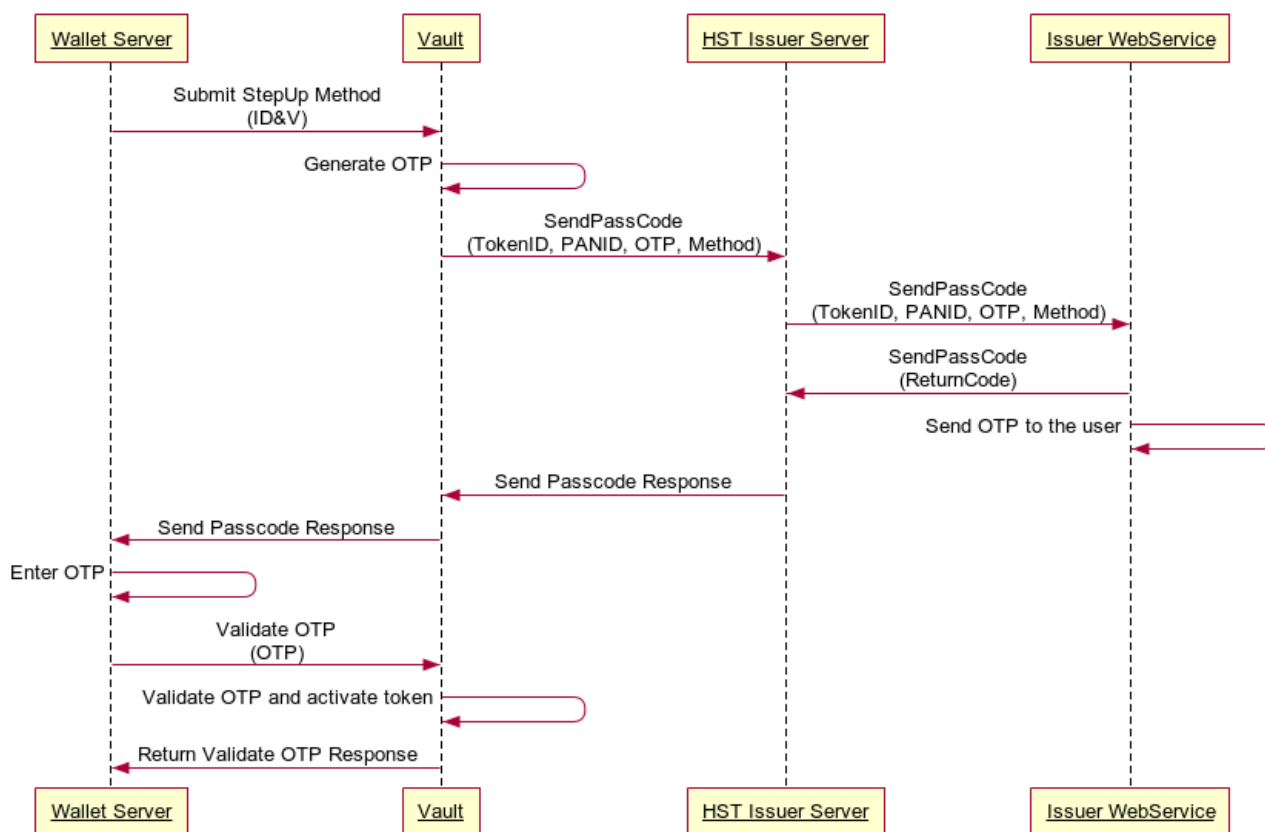 Wallet Server
Vault
HST Issuer Server
Issuer WebService
Submit StepUp Method
(ID&V)
Generate OTP
SendPassCode
(TokenID, PANID, OTP, Method)
SendPassCode
(TokenID, PANID, OTP, Method)
SendPassCode
(ReturnCode)
Send OTP to the user
Send Passcode Response
Send Passcode Response
Enter OTP
Validate OTP
(OTP)
Validate OTP and activate token
Return Validate OTP Response
Wallet Server
Vault
HST Issuer Server
Issuer WebService